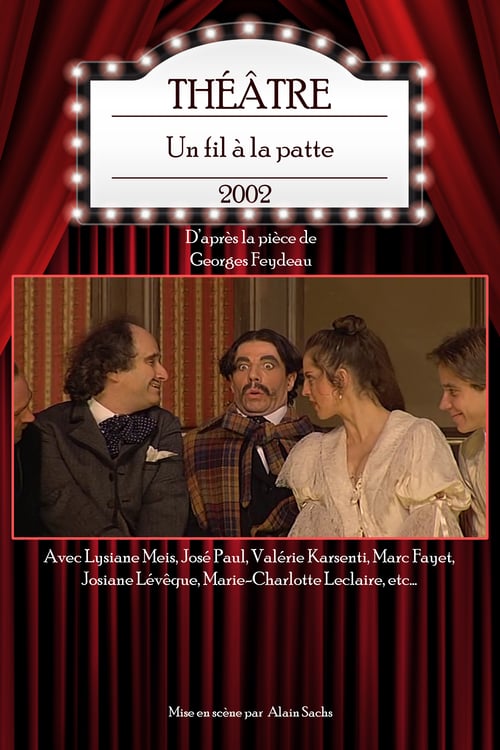 THÉÂTRE
Un fil à la patte
2002
D'après la pièce de
Georges Feydeau
Avec Lysiane Meis, José Paul, Valérie Karsenti, Marc Fayet,
Josiane Lévêque, Marie-Charlotte Leclaire, etc...
Mise en scène par Alain Sachs